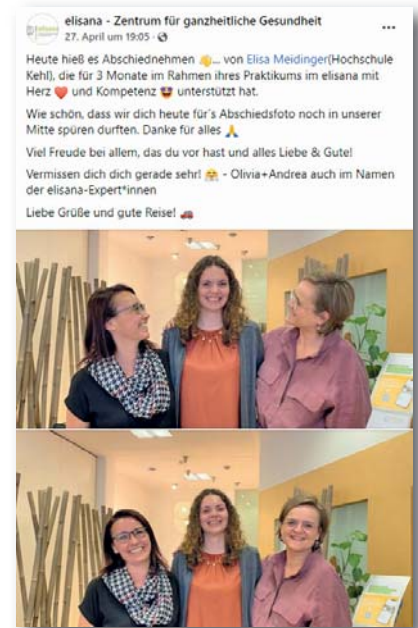 elisana - Zentrum für ganzheitliche Gesundheit
27. April um 19:05 ·
Heute hieß es Abschiednehmen 👋... von Elisa Meidinger(Hochschule
Kehl), die für 3 Monate im Rahmen ihres Praktikums im elisana mit
Herz ❤️ und Kompetenz 🤩 unterstützt hat.
Wie schön, dass wir dich heute für´s Abschiedsfoto noch in unserer
Mitte spüren durften. Danke für alles 🙏
Viel Freude bei allem, das du vor hast und alles Liebe & Gute!
Vermissen dich dich gerade sehr! 🤗 - Olivia+Andrea auch im Namen
der elisana-Expert*innen
Liebe Grüße und gute Reise! 🚗